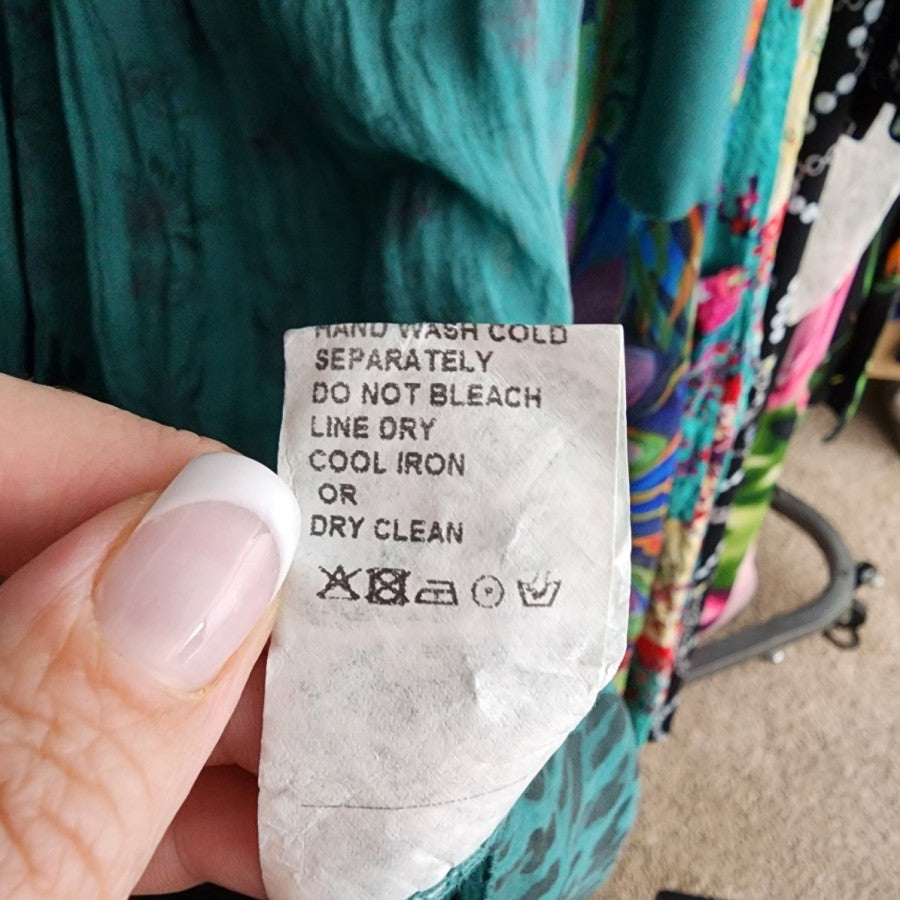 HAND WASH COLD
SEPARATELY
DO NOT BLEACH
LINE DRY
COOL IRON
OR
DRY CLEAN